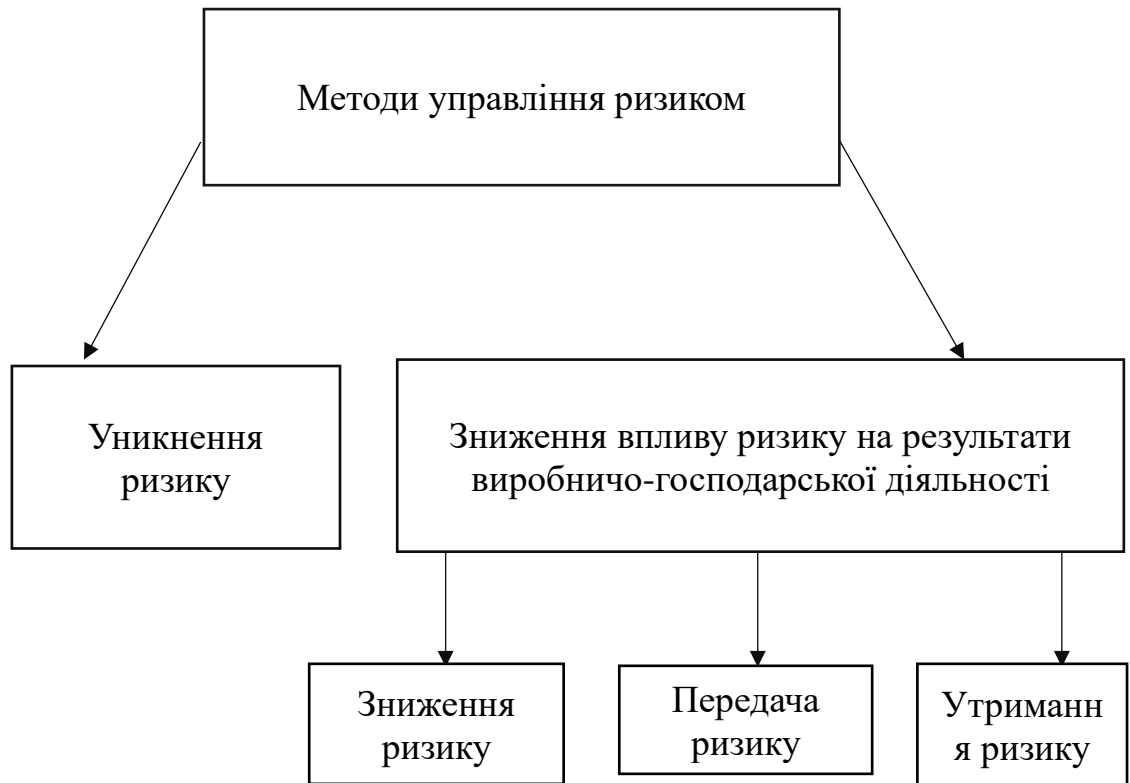 Методи управління ризиком
Уникнення
ризику
Зниження впливу ризику на результати
виробничо-господарської діяльності
Зниження
ризику
Передача
ризику
Утриманн
я ризику